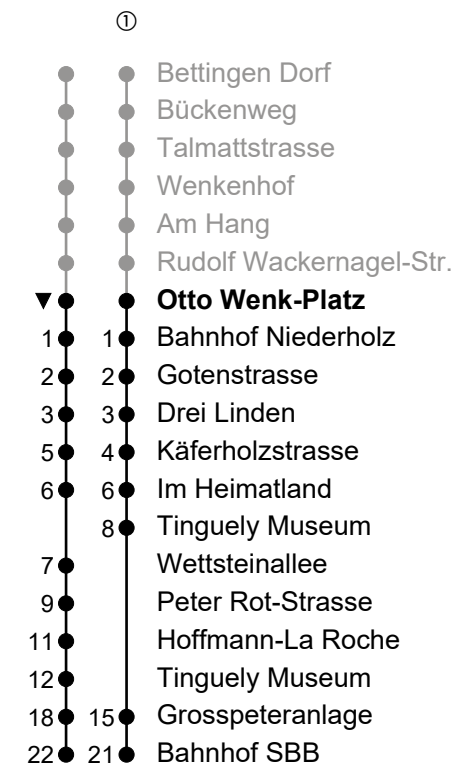 ①
Bettingen Dorf
Bückenweg
Talmattstrasse
Wenkenhof
Am Hang
Rudolf Wackernagel-Str.
▼ Otto Wenk-Platz
1 1 Bahnhof Niederholz
2 2 Gotenstrasse
3 3 Drei Linden
5 4 Käferholzstrasse
6 6 Im Heimatland
8 Tinguely Museum
7 Wettsteinallee
9 Peter Rot-Strasse
11 Hoffmann-La Roche
12 Tinguely Museum
18 15 Grosspeteranlage
22 21 Bahnhof SBB